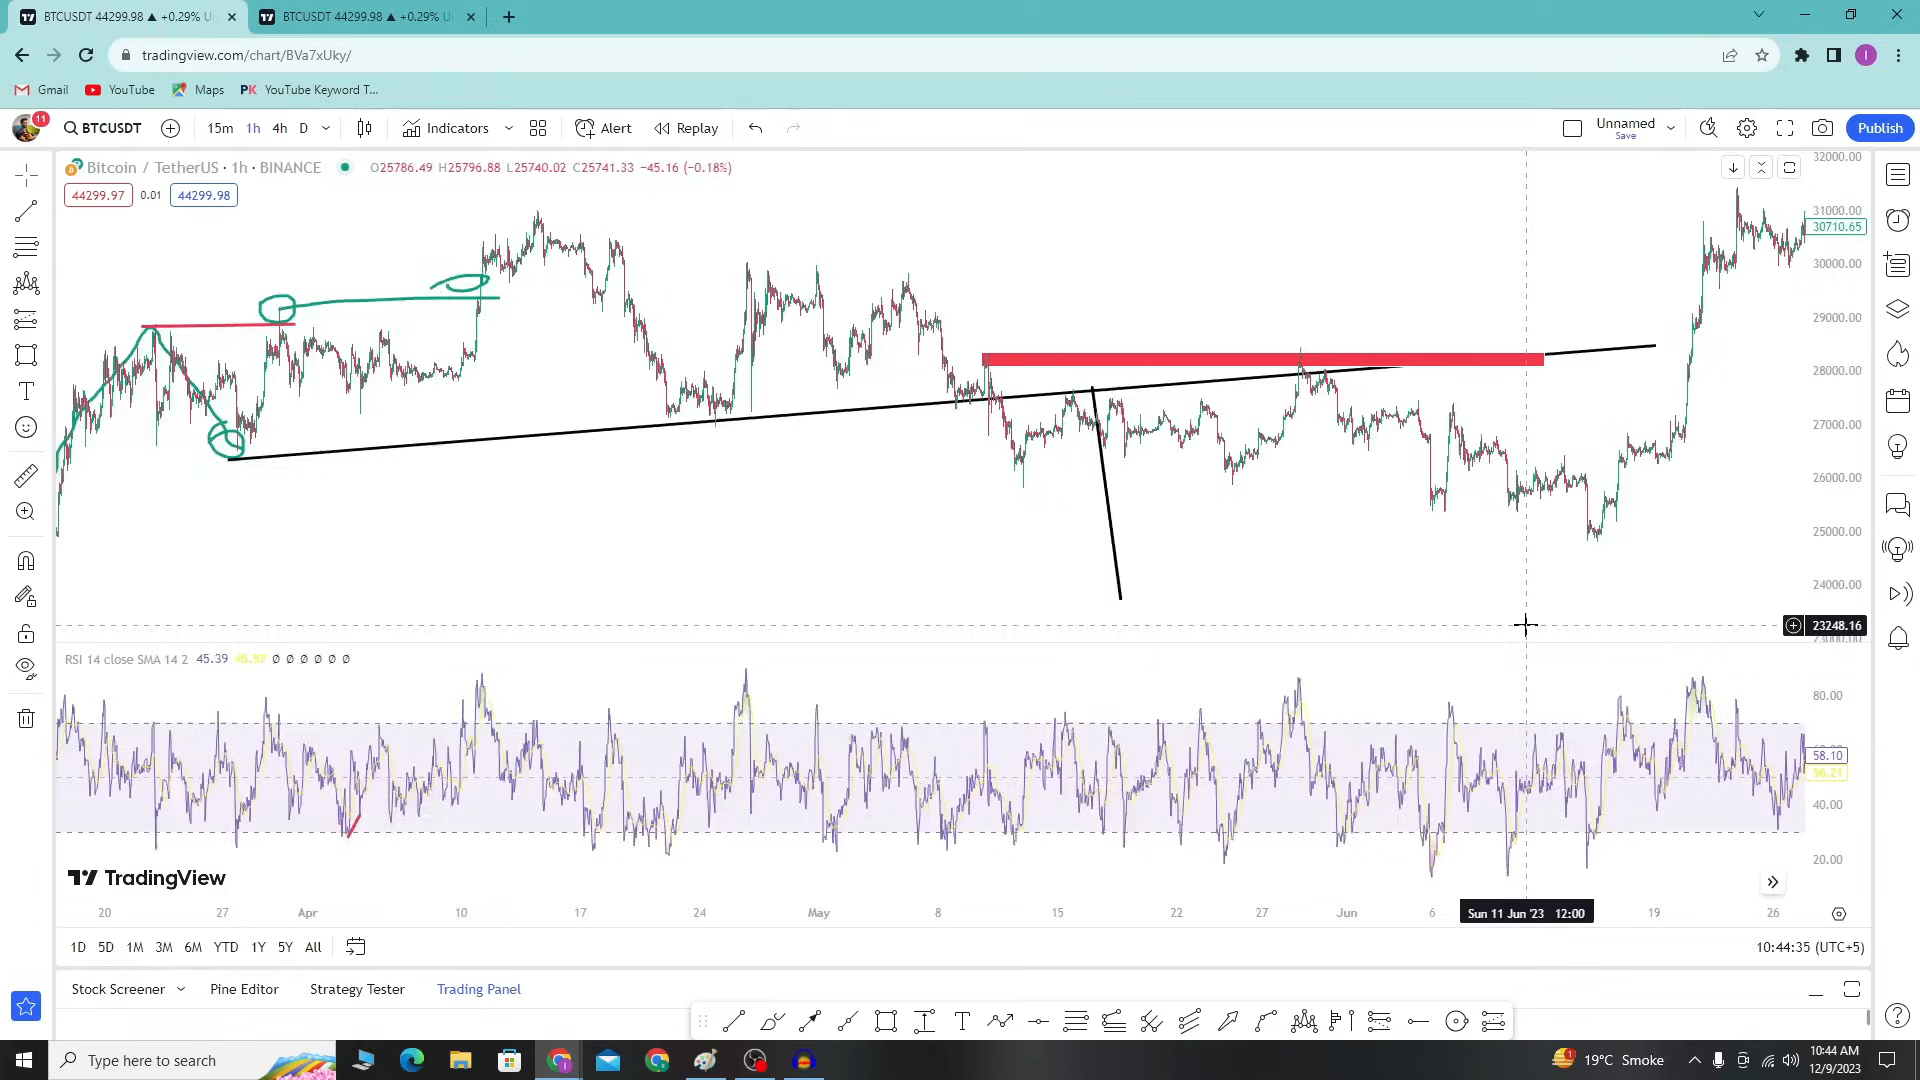 BTCUSDT 44299.98 ▲ +0.29% U
BTCUSDT 44299.98 ▲ +0.29% U
tradingview.com/chart/BVa7xUky/
Gmail YouTube Maps PK YouTube Keyword T...
11 BTCUSDT 15m 1h 4h D Indicators Alert Replay Unnamed Save Publish
Bitcoin / TetherUS · 1h · BINANCE O25786.49 H25796.88 L25740.02 C25741.33 −45.16 (−0.18%)
44299.97 0.01 44299.98
32000.00
31000.00
30710.65
30000.00
29000.00
28000.00
27000.00
26000.00
25000.00
24000.00
23248.16
23000.00
RSI 14 close SMA 14 2 45.39 Ø Ø Ø Ø Ø Ø
80.00
58.10
56.21
40.00
20.00
TradingView
20 27 Apr 10 17 24 May 8 15 22 27 Jun 6 Sun 11 Jun '23 12:00 19 26
1D 5D 1M 3M 6M YTD 1Y 5Y All 10:44:35 (UTC+5)
Stock Screener Pine Editor Strategy Tester Trading Panel
Type here to search 19°C Smoke 10:44 AM
12/9/2023